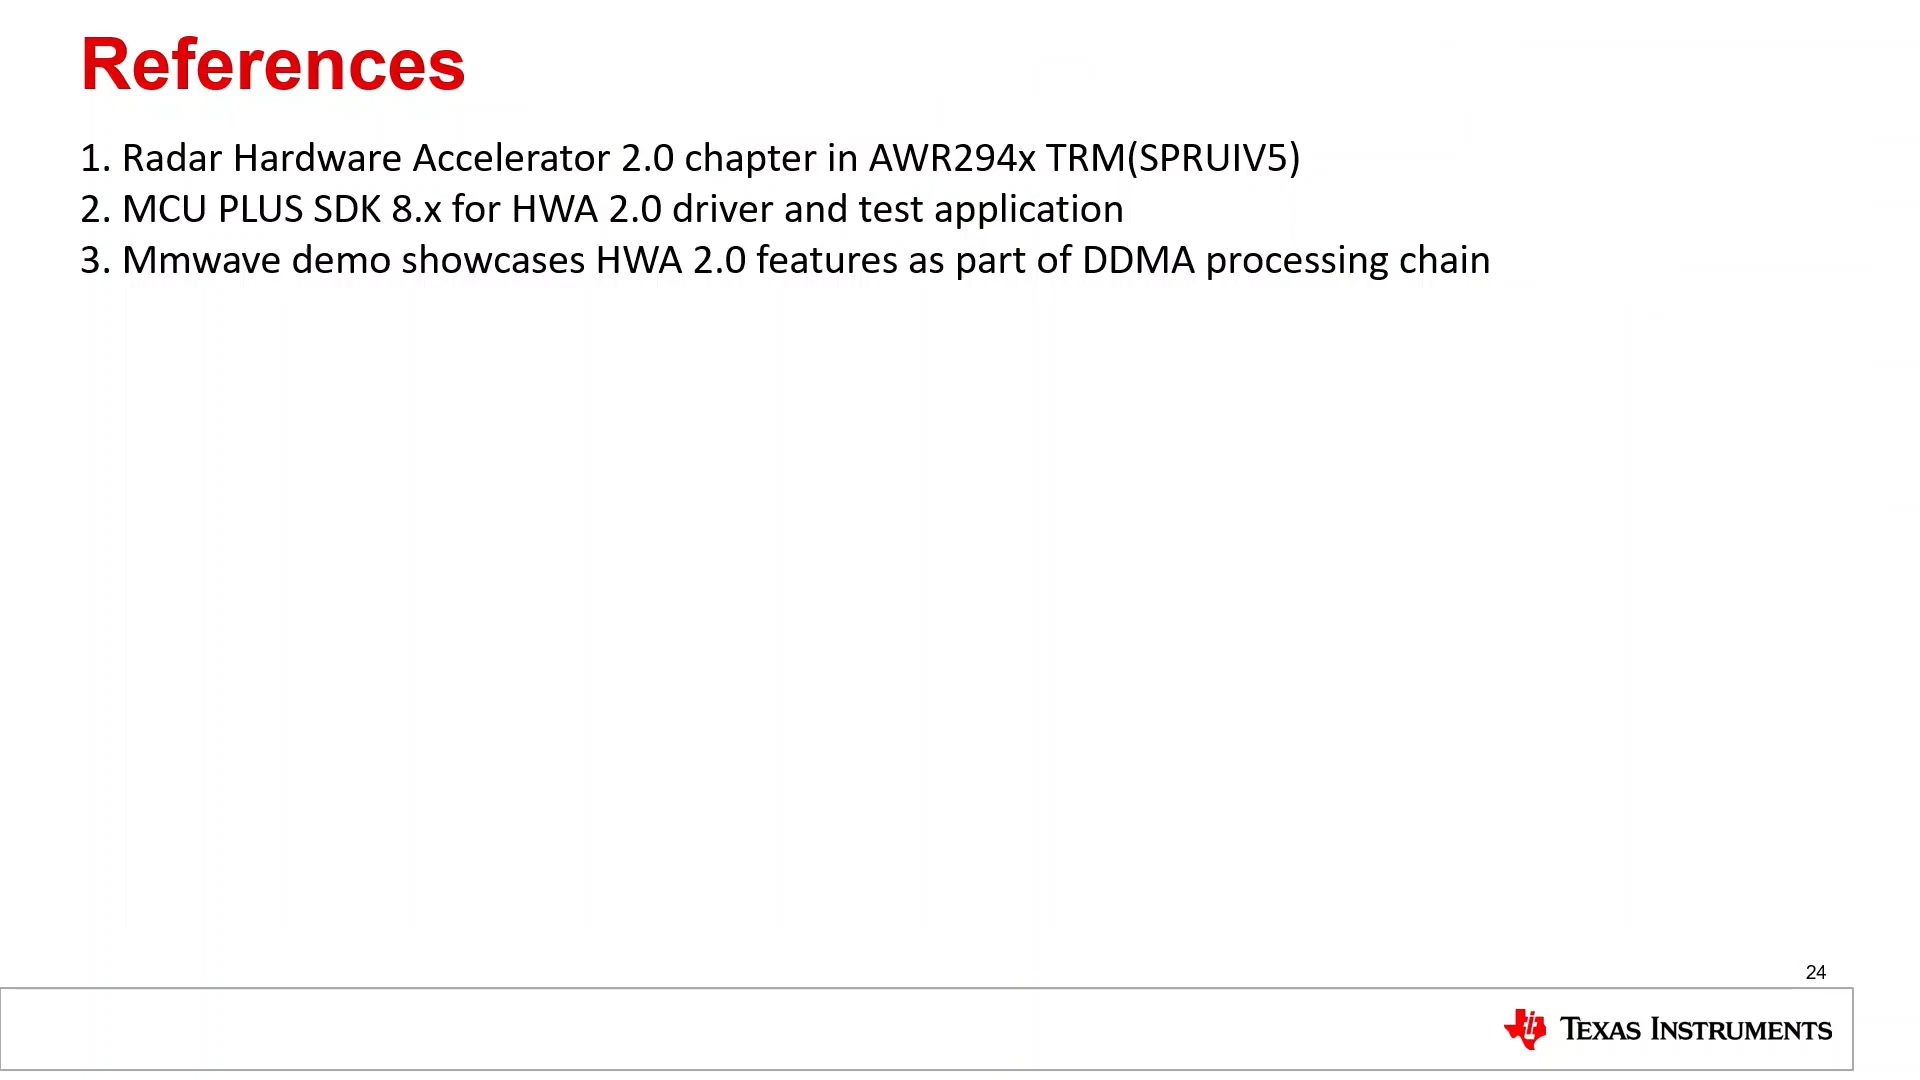 References
1. Radar Hardware Accelerator 2.0 chapter in AWR294x TRM(SPRUIV5)
2. MCU PLUS SDK 8.x for HWA 2.0 driver and test application
3. Mmwave demo showcases HWA 2.0 features as part of DDMA processing chain
24
TEXAS INSTRUMENTS